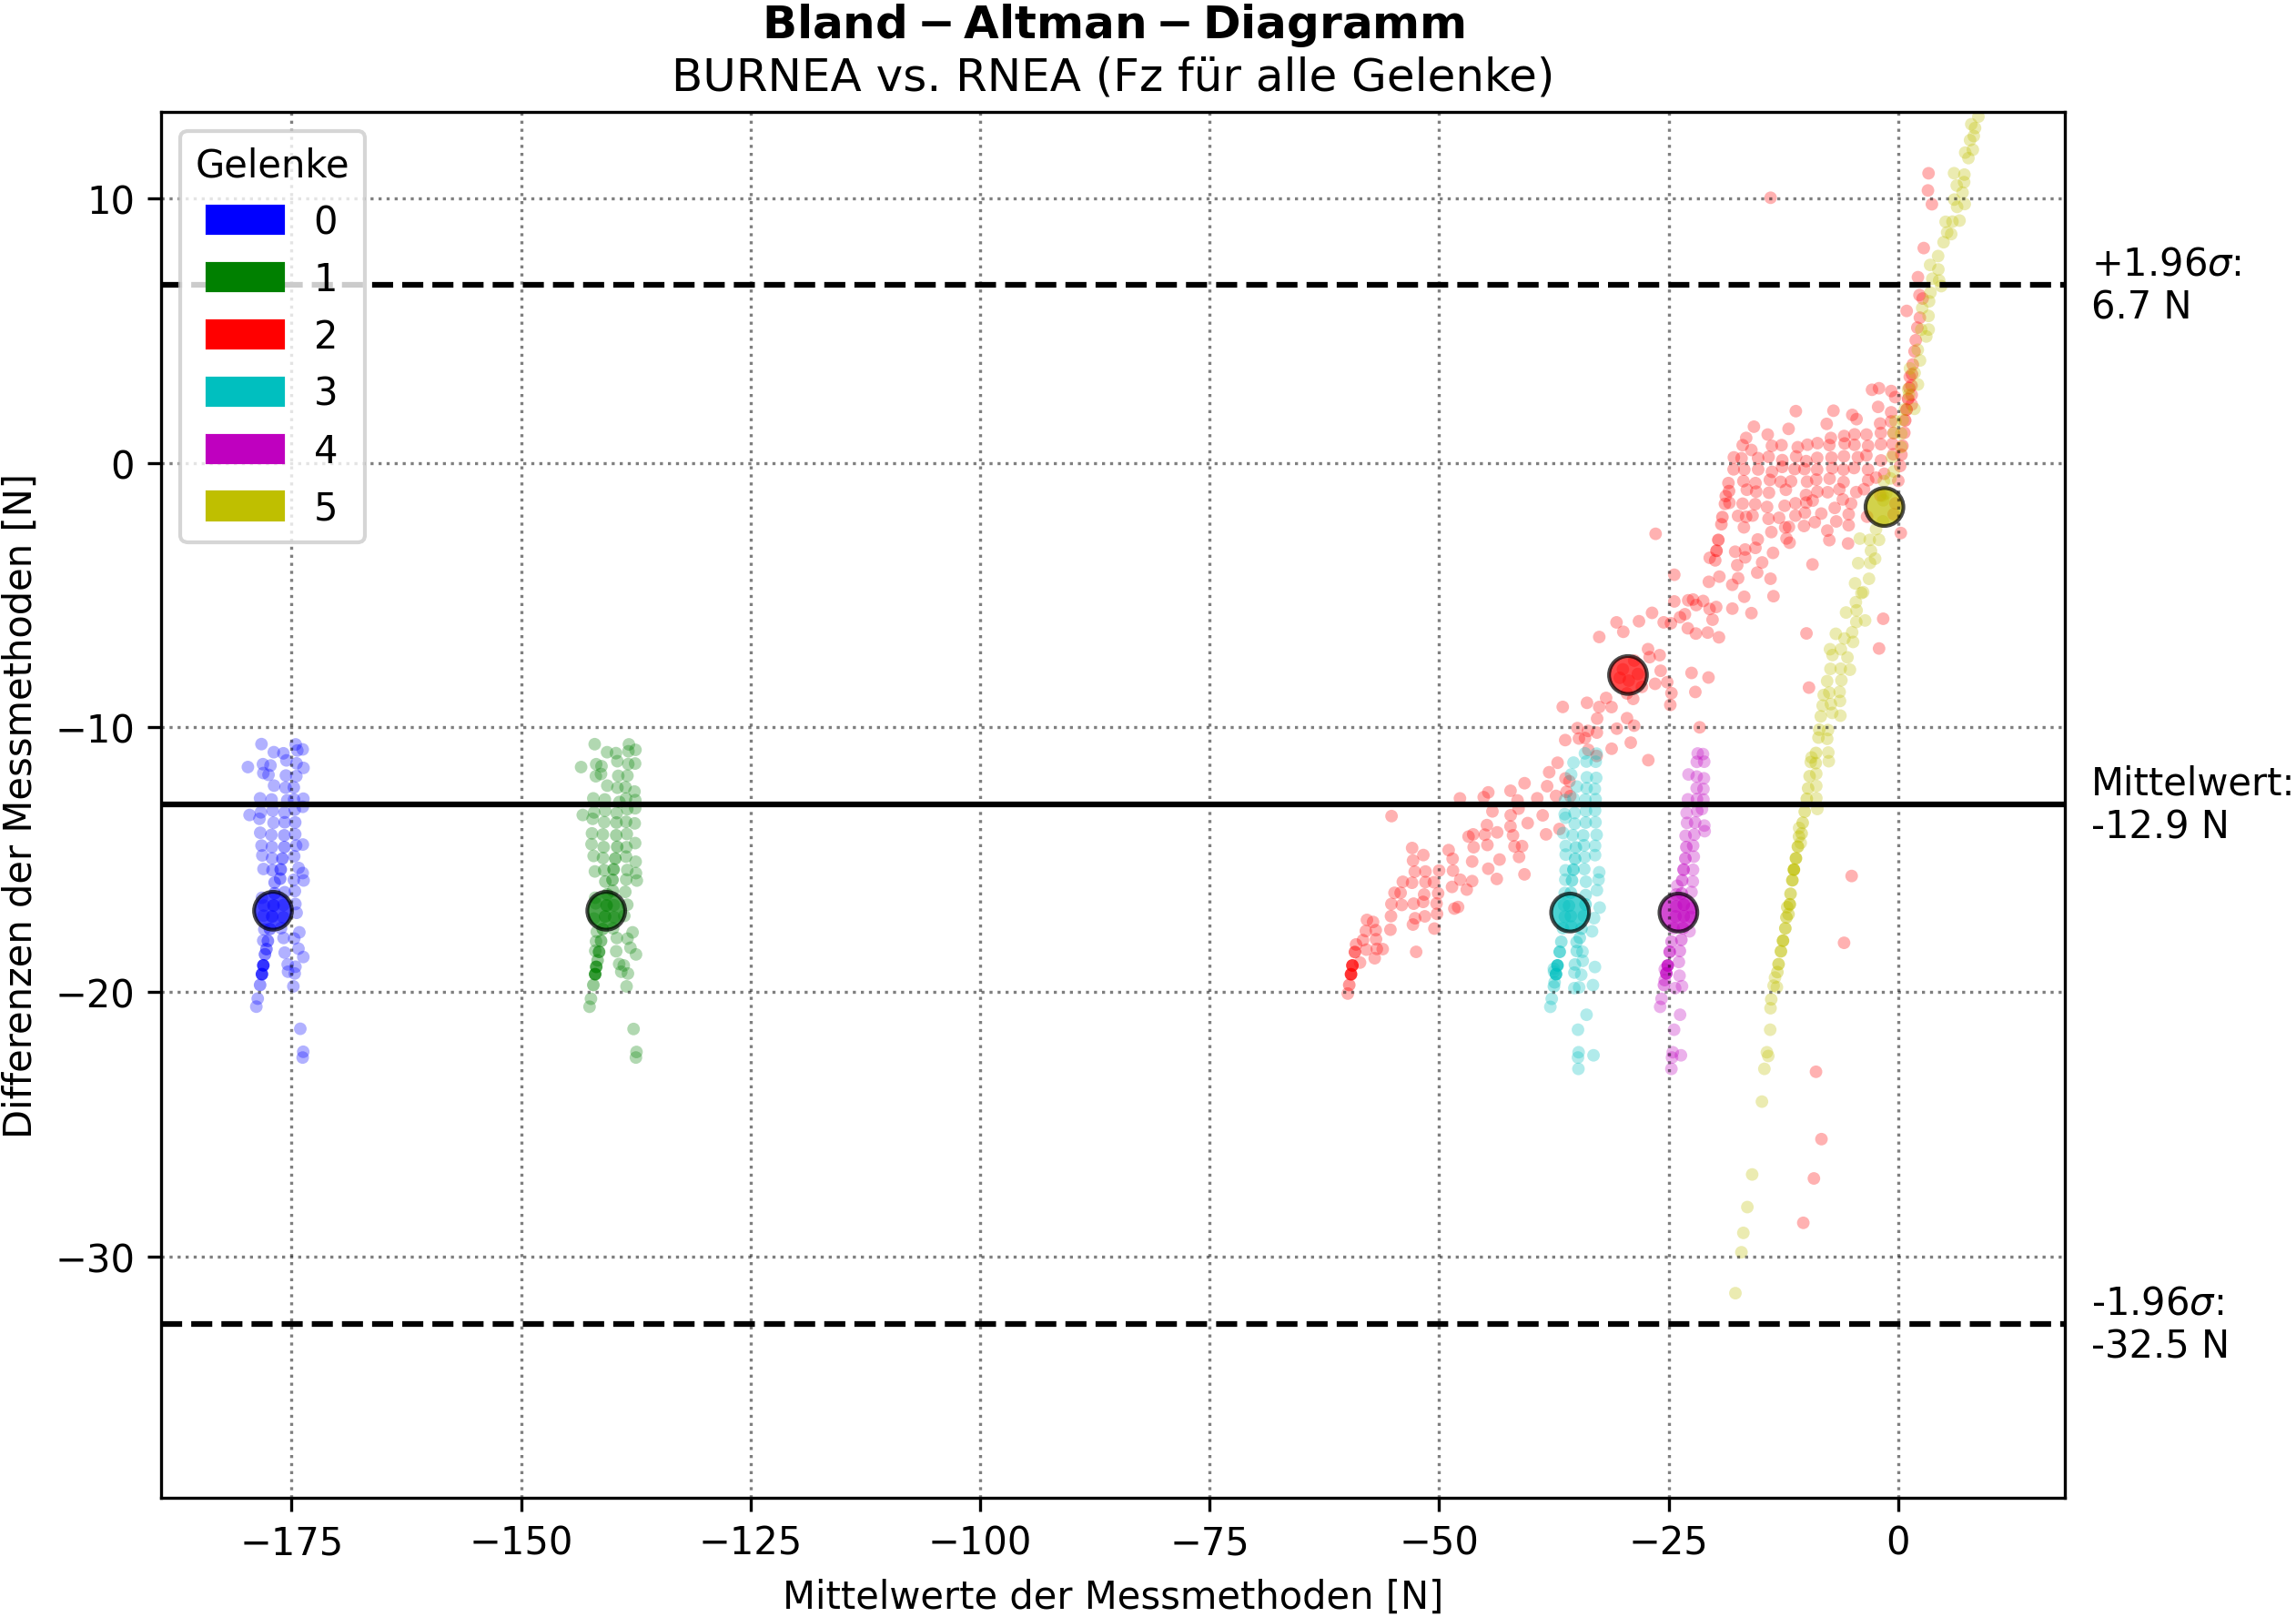 Bland − Altman − Diagramm
BURNEA vs. RNEA (Fz für alle Gelenke)
Gelenke
0
1
2
3
4
5
10
0
−10
−20
−30
Differenzen der Messmethoden [N]
+1.96σ:
6.7 N
Mittelwert:
-12.9 N
-1.96σ:
-32.5 N
−175
−150
−125
−100
−75
−50
−25
0
Mittelwerte der Messmethoden [N]